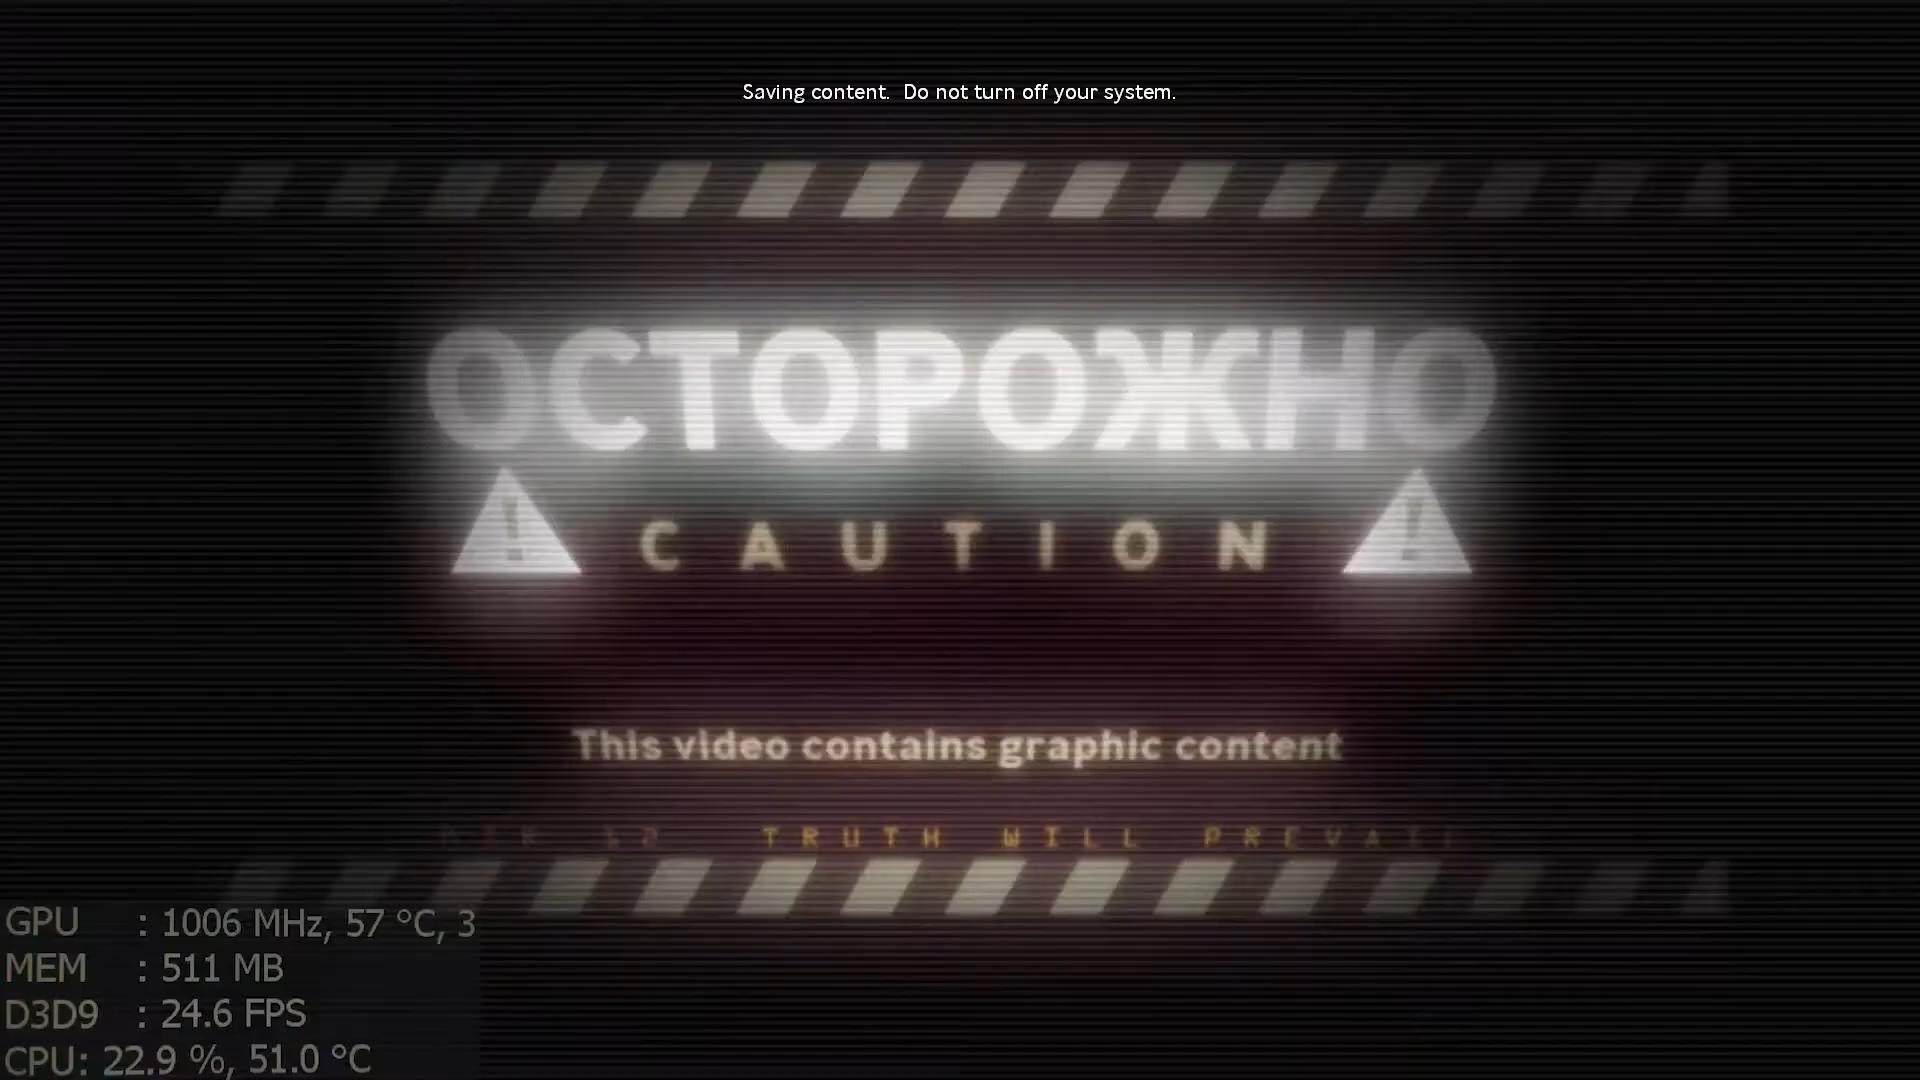 Saving content.  Do not turn off your system.
ОСТОРОЖНО
! CAUTION !
This video contains graphic content
TRUTH WILL PREVAIL
GPU : 1006 MHz, 57 °C, 3
MEM : 511 MB
D3D9 : 24.6 FPS
CPU: 22.9 %, 51.0 °C